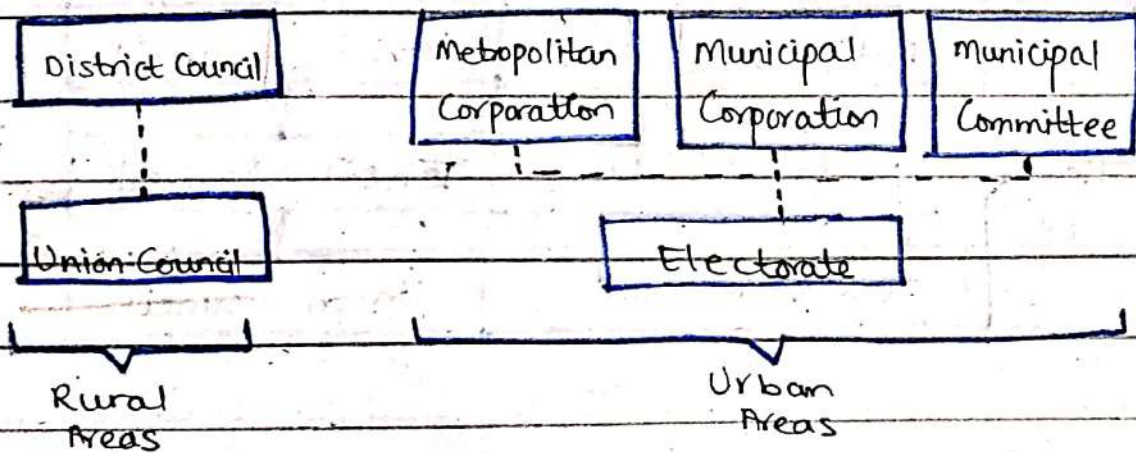 District Council
Metropolitan
Corporation
Municipal
Corporation
Municipal
Committee
Union Council
Electorate
Rural
Areas
Urban
Areas